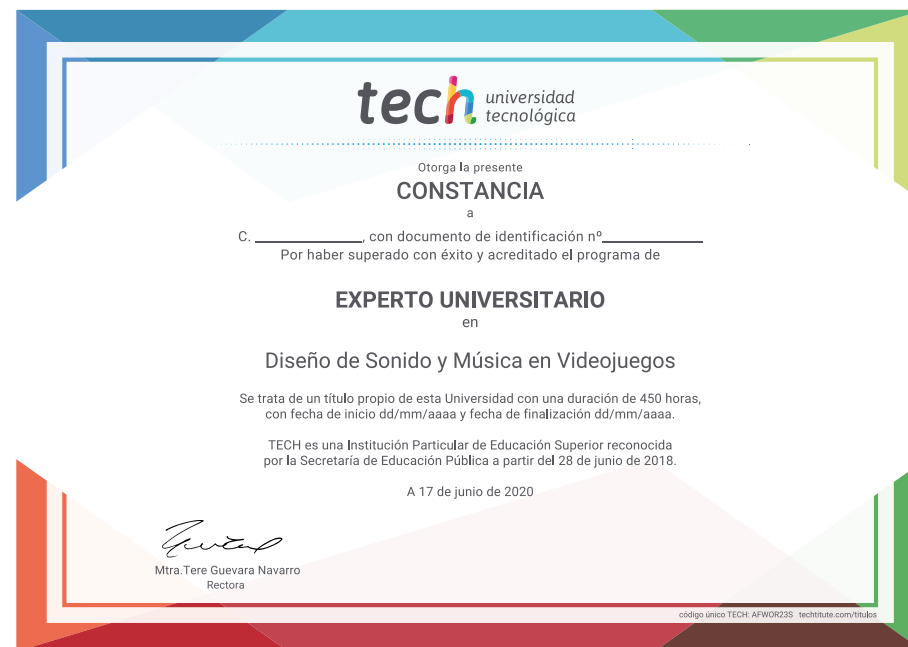 tech universidad
tecnológica
Otorga la presente
CONSTANCIA
a
C. ______________, con documento de identificación nº_____________
Por haber superado con éxito y acreditado el programa de
EXPERTO UNIVERSITARIO
en
Diseño de Sonido y Música en Videojuegos
Se trata de un título propio de esta Universidad con una duración de 450 horas,
con fecha de inicio dd/mm/aaaa y fecha de finalización dd/mm/aaaa.
TECH es una Institución Particular de Educación Superior reconocida
por la Secretaría de Educación Pública a partir del 28 de junio de 2018.
A 17 de junio de 2020
Mtra.Tere Guevara Navarro
Rectora
código único TECH: AFWOR23S techtitute.com/titulos